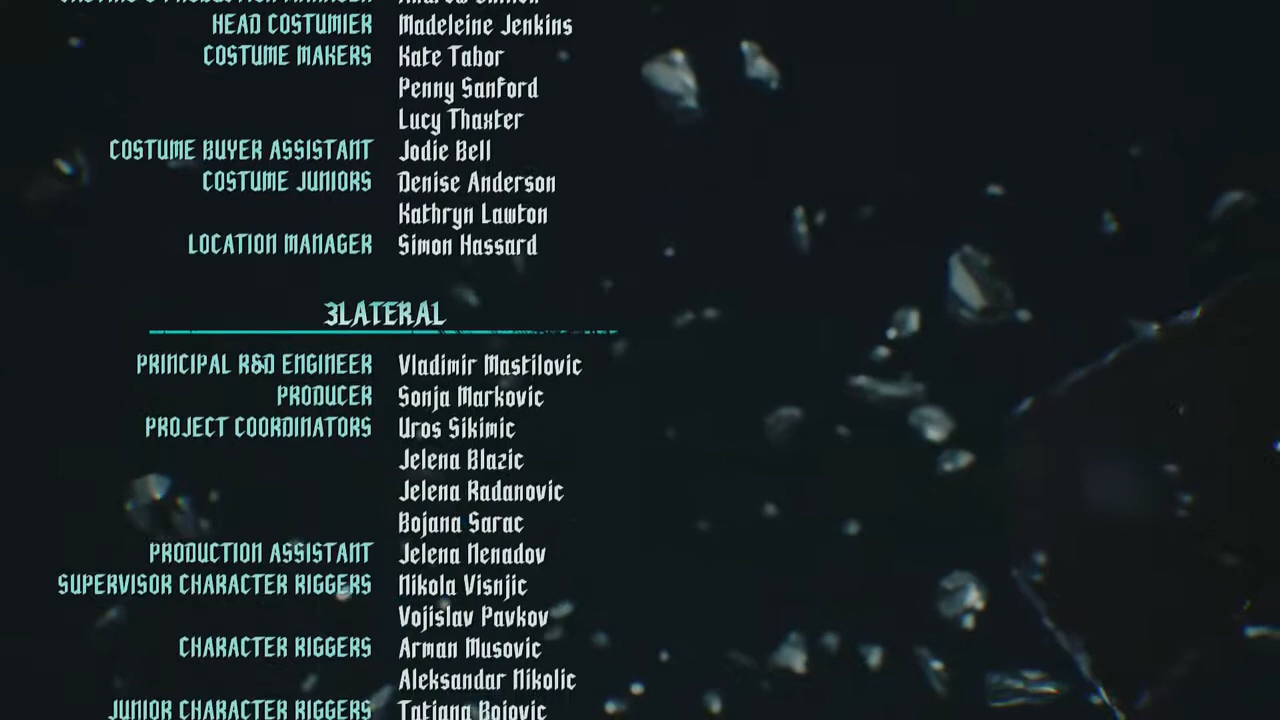 HEAD COSTUMIER Madeleine Jenkins
COSTUME MAKERS Kate Tabor
Penny Sanford
Lucy Thaxter
COSTUME BUYER ASSISTANT Jodie Bell
COSTUME JUNIORS Denise Anderson
Kathryn Lawton
LOCATION MANAGER Simon Hassard
3LATERAL
PRINCIPAL R&D ENGINEER Vladimir Mastilovic
PRODUCER Sonja Markovic
PROJECT COORDINATORS Uros Sikimic
Jelena Blazic
Jelena Radanovic
Bojana Sarac
PRODUCTION ASSISTANT Jelena Nenadov
SUPERVISOR CHARACTER RIGGERS Nikola Visnjic
Vojislav Pavkov
CHARACTER RIGGERS Arman Musovic
Aleksandar Nikolic
JUNIOR CHARACTER RIGGERS Tatjana Bojovic